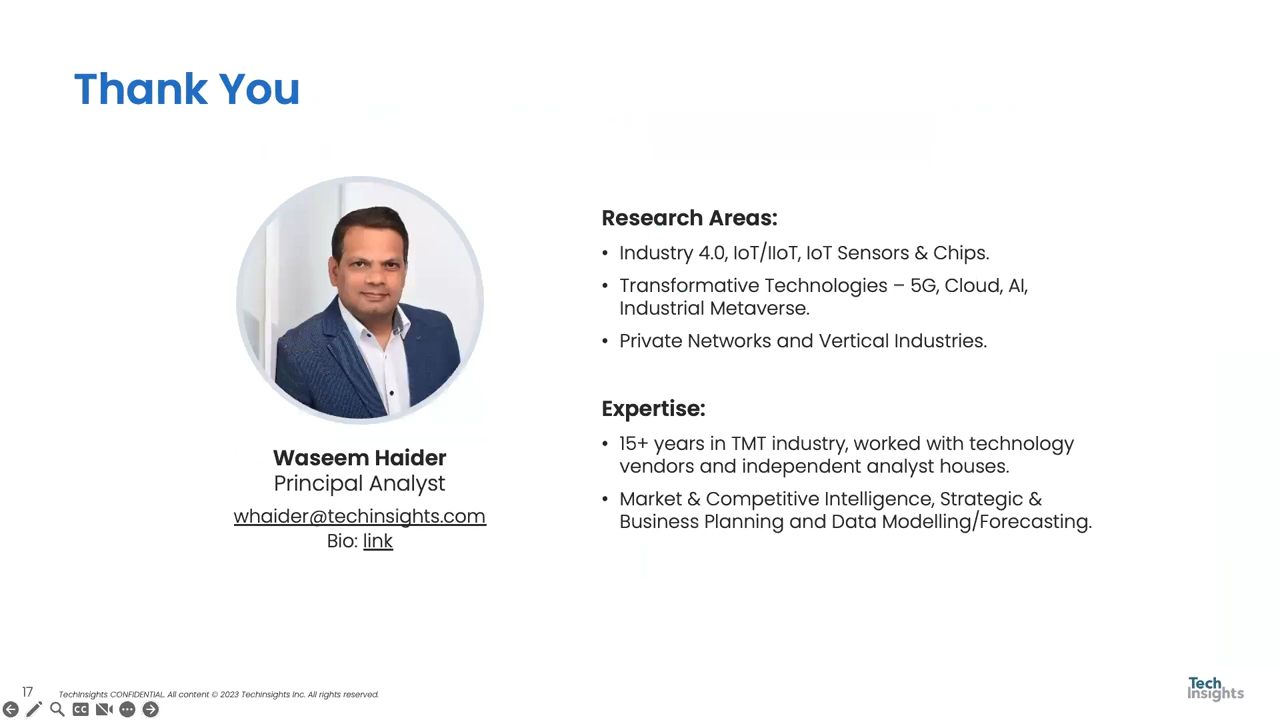 Thank You
Waseem Haider
Principal Analyst
whaider@techinsights.com
Bio: link
Research Areas:
• Industry 4.0, IoT/IIoT, IoT Sensors & Chips.
• Transformative Technologies – 5G, Cloud, AI,
Industrial Metaverse.
• Private Networks and Vertical Industries.
Expertise:
• 15+ years in TMT industry, worked with technology
vendors and independent analyst houses.
• Market & Competitive Intelligence, Strategic &
Business Planning and Data Modelling/Forecasting.
17 TechInsights CONFIDENTIAL. All content © 2023 TechInsights Inc. All rights reserved.
CC
Tech
Insights